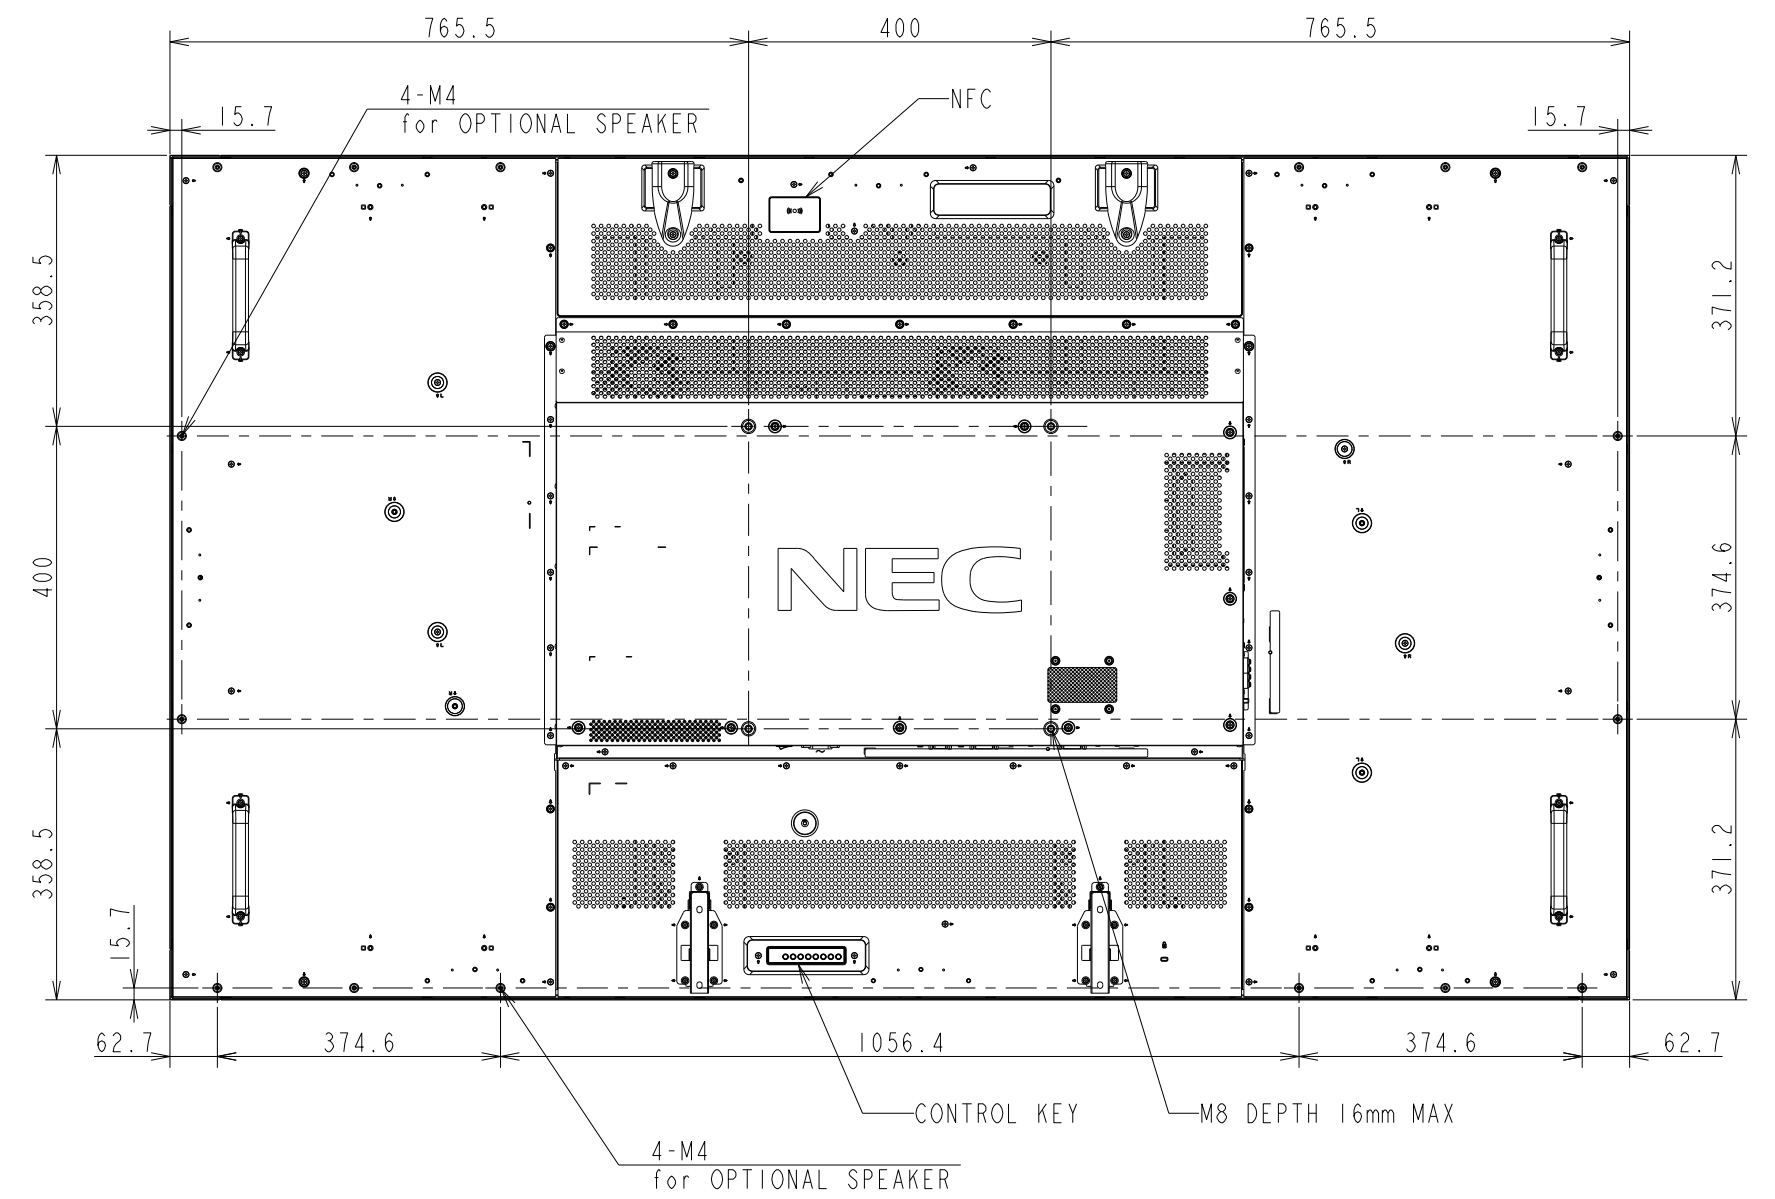 765.5
400
765.5
4-M4
for OPTIONAL SPEAKER
15.7
NFC
15.7
358.5
371.2
400
NEC
374.6
358.5
371.2
15.7
62.7
374.6
1056.4
374.6
62.7
CONTROL KEY
M8 DEPTH 16mm MAX
4-M4
for OPTIONAL SPEAKER